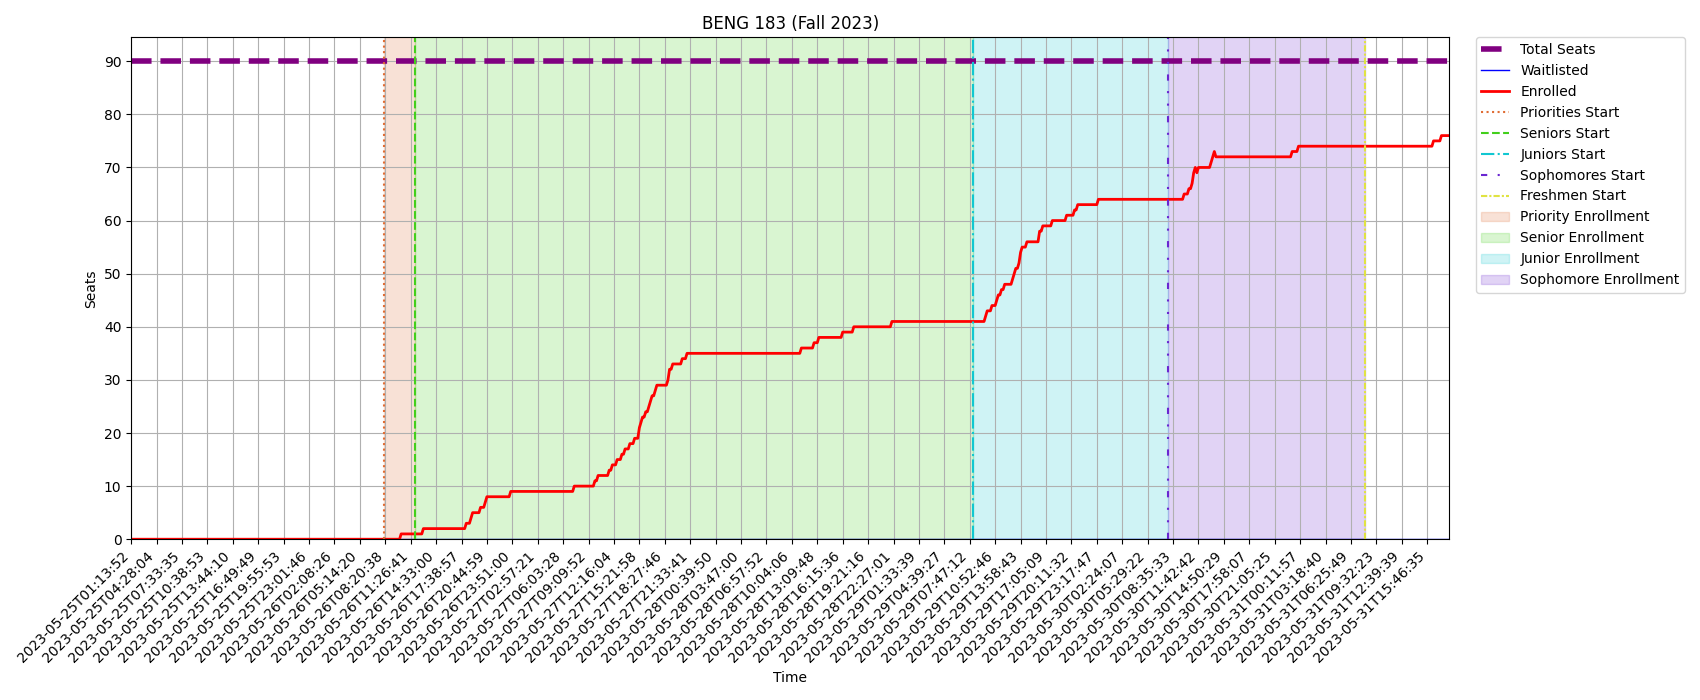 BENG 183 (Fall 2023)
Seats
90
80
70
60
50
40
30
20
10
0
2023-05-25T01:13:52
2023-05-25T04:28:04
2023-05-25T07:33:35
2023-05-25T10:38:53
2023-05-25T13:44:10
2023-05-25T16:49:49
2023-05-25T19:55:53
2023-05-25T23:01:46
2023-05-26T02:08:26
2023-05-26T05:14:20
2023-05-26T08:20:38
2023-05-26T11:26:41
2023-05-26T14:33:00
2023-05-26T17:38:57
2023-05-26T20:44:59
2023-05-26T23:51:00
2023-05-27T02:57:21
2023-05-27T06:03:28
2023-05-27T09:09:52
2023-05-27T12:16:04
2023-05-27T15:21:58
2023-05-27T18:27:46
2023-05-27T21:33:41
2023-05-28T00:39:50
2023-05-28T03:47:00
2023-05-28T06:57:52
2023-05-28T10:04:06
2023-05-28T13:09:48
2023-05-28T16:15:36
2023-05-28T19:21:16
2023-05-28T22:27:01
2023-05-29T01:33:39
2023-05-29T04:39:27
2023-05-29T07:47:12
2023-05-29T10:52:46
2023-05-29T13:58:43
2023-05-29T17:05:09
2023-05-29T20:11:32
2023-05-29T23:17:47
2023-05-30T02:24:07
2023-05-30T05:29:22
2023-05-30T08:35:33
2023-05-30T11:42:42
2023-05-30T14:50:29
2023-05-30T17:58:07
2023-05-30T21:05:25
2023-05-31T00:11:57
2023-05-31T03:18:40
2023-05-31T06:25:49
2023-05-31T09:32:23
2023-05-31T12:39:39
2023-05-31T15:46:35
Time
Total Seats
Waitlisted
Enrolled
Priorities Start
Seniors Start
Juniors Start
Sophomores Start
Freshmen Start
Priority Enrollment
Senior Enrollment
Junior Enrollment
Sophomore Enrollment